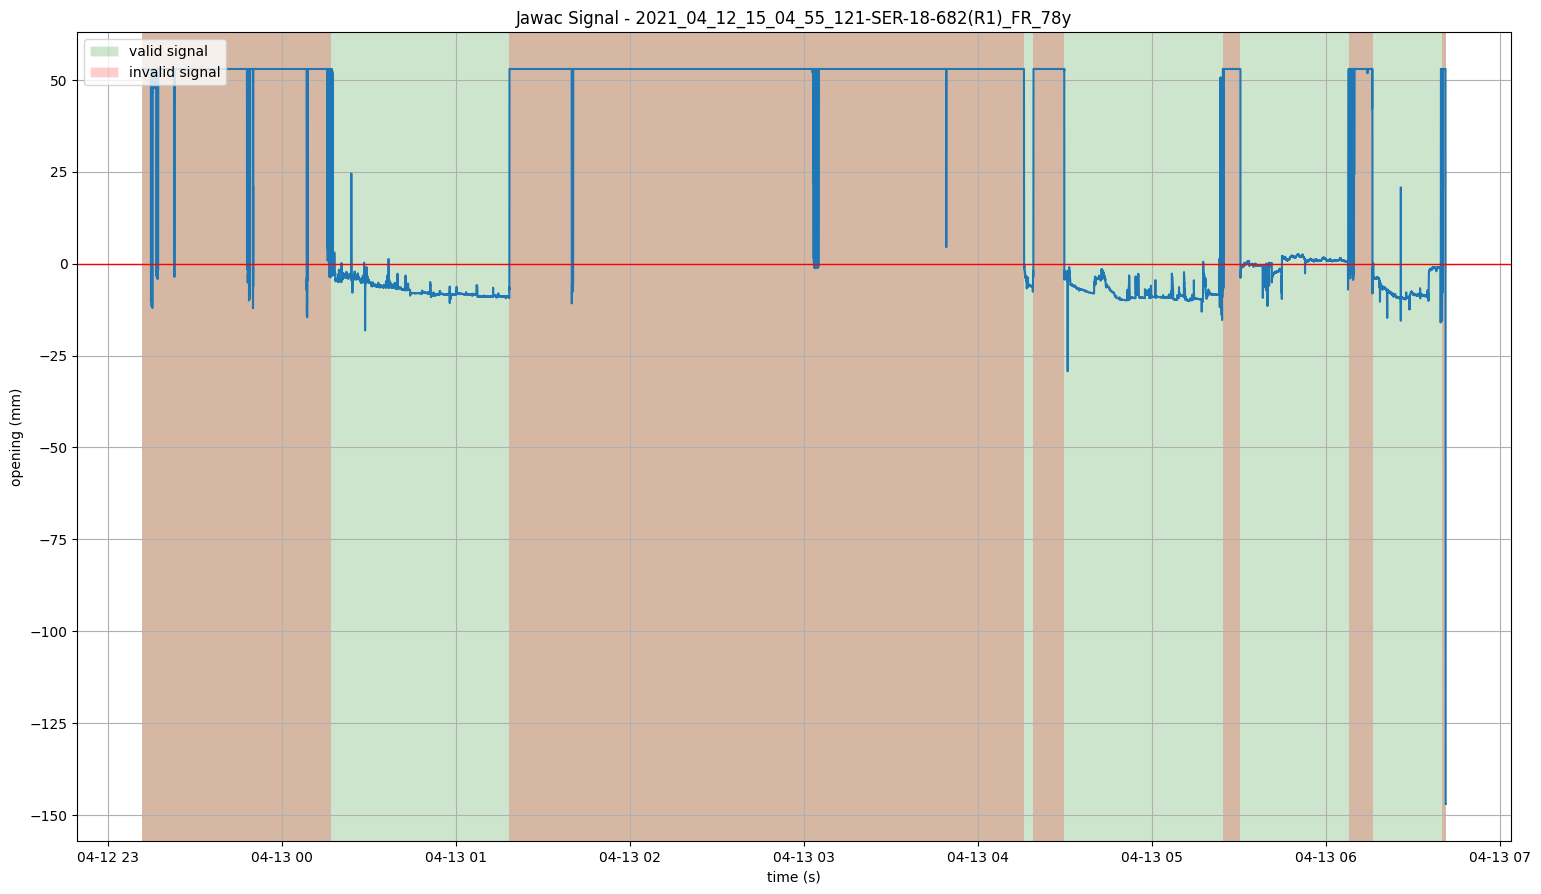 Jawac Signal - 2021_04_12_15_04_55_121-SER-18-682(R1)_FR_78y
valid signal
invalid signal
50
25
0
−25
−50
−75
−100
−125
−150
opening (mm)
04-12 23 04-13 00 04-13 01 04-13 02 04-13 03 04-13 04 04-13 05 04-13 06 04-13 07
time (s)